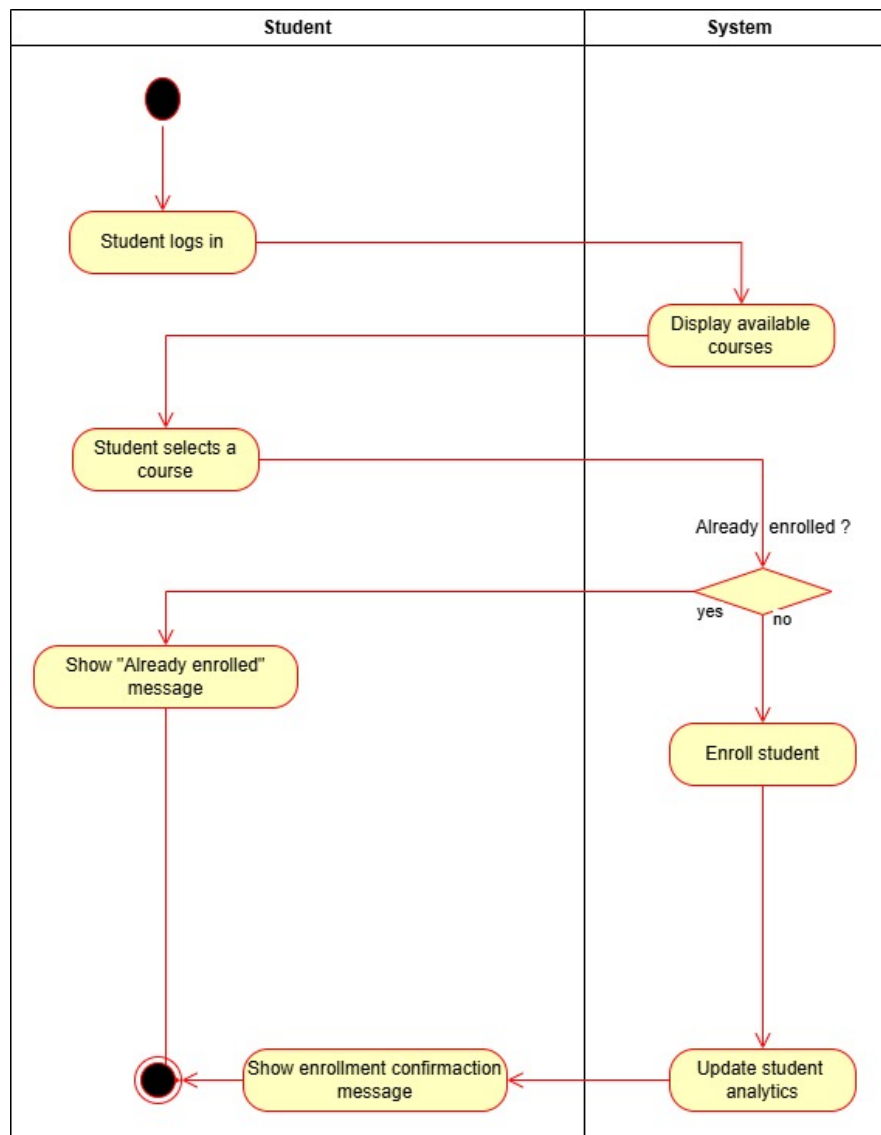 Student
System
Student logs in
Display available
courses
Student selects a
course
Already enrolled ?
yes
no
Show "Already enrolled"
message
Enroll student
Show enrollment confirmaction
message
Update student
analytics